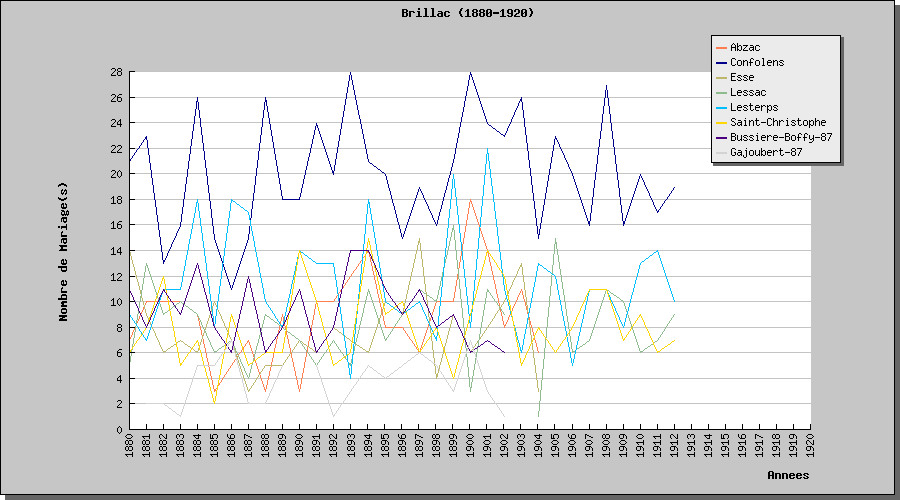 Brillac (1880-1920)
Abzac
Confolens
Esse
Lessac
Lesterps
Saint-Christophe
Bussiere-Boffy-87
Gajoubert-87
Nombre de Mariage(s)
28
26
24
22
20
18
16
14
12
10
8
6
4
2
0
1880 1881 1882 1883 1884 1885 1886 1887 1888 1889 1890 1891 1892 1893 1894 1895 1896 1897 1898 1899 1900 1901 1902 1903 1904 1905 1906 1907 1908 1909 1910 1911 1912 1913 1914 1915 1916 1917 1918 1919 1920
Annees